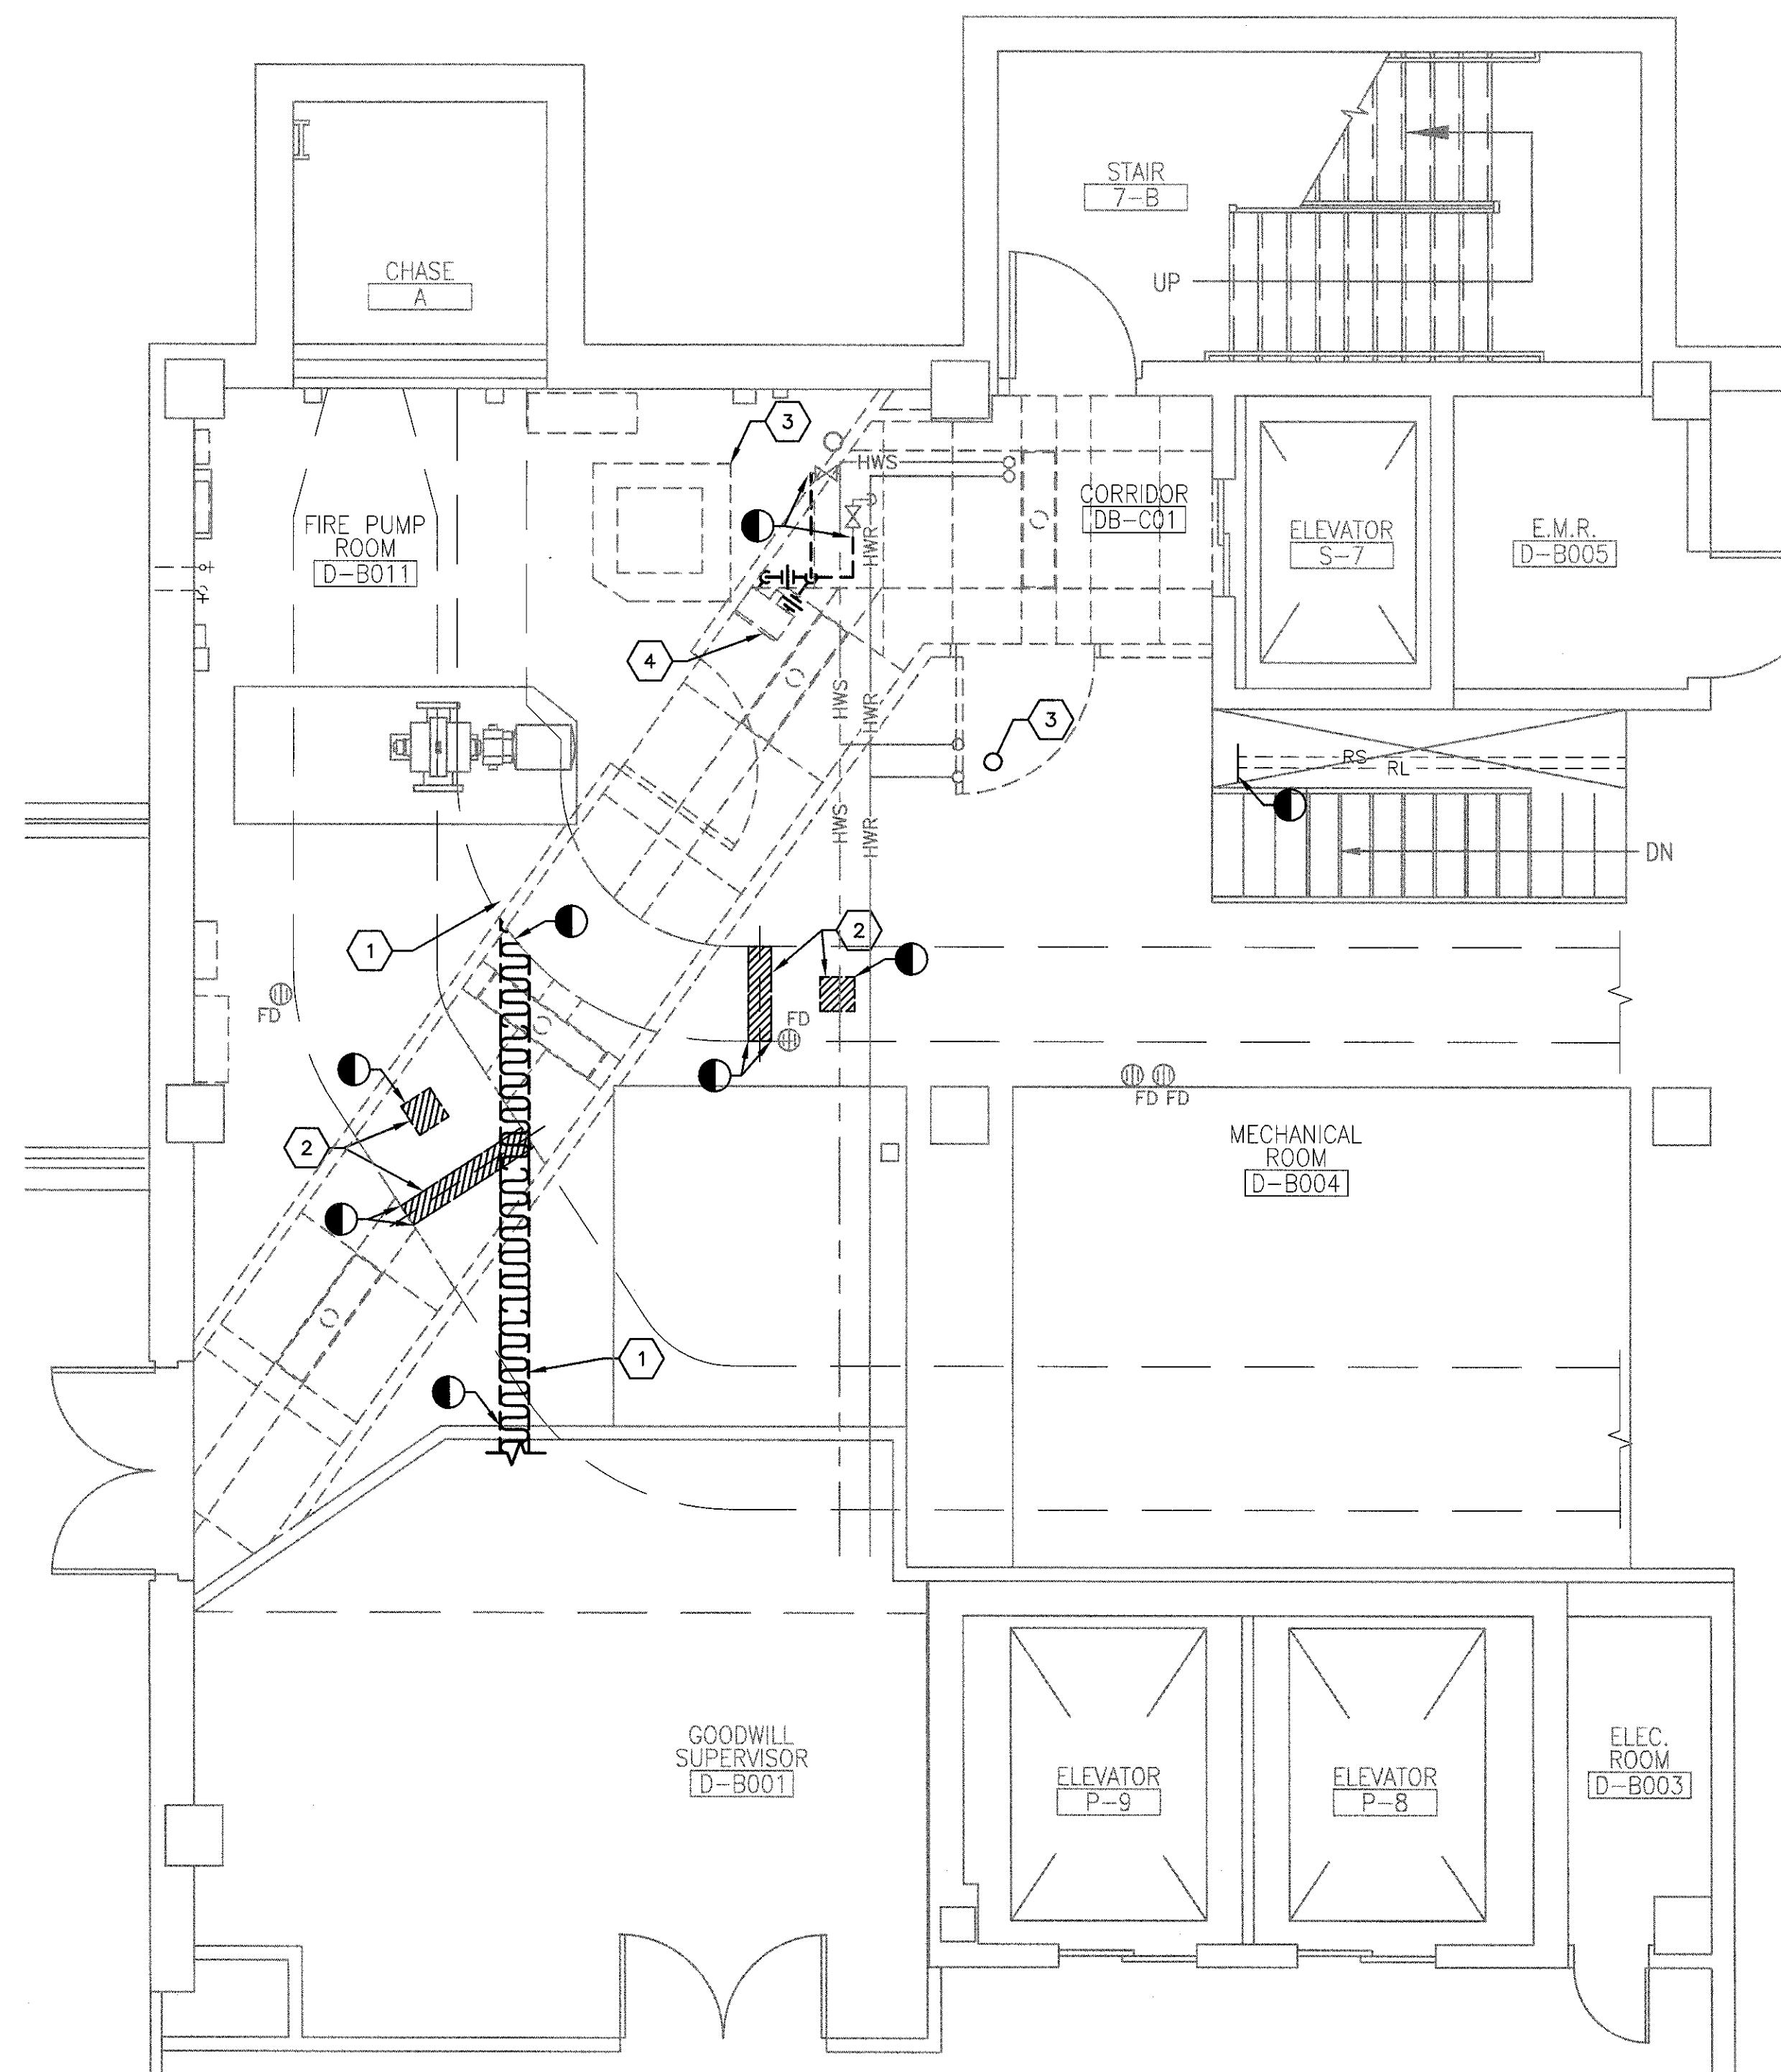 STAIR
7-B
CHASE
A
UP
3
HWS
CORRIDOR
DB-C01
FIRE PUMP
ROOM
D-B011
HWR
ELEVATOR
S-7
E.M.R.
D-B005
4
HWS
HWR
3
RS
RL
HWS
HWR
DN
1
2
FD
FD
FD FD
2
MECHANICAL
ROOM
D-B004
1
GOODWILL
SUPERVISOR
D-B001
ELEVATOR
P-9
ELEVATOR
P-8
ELEC.
ROOM
D-B003